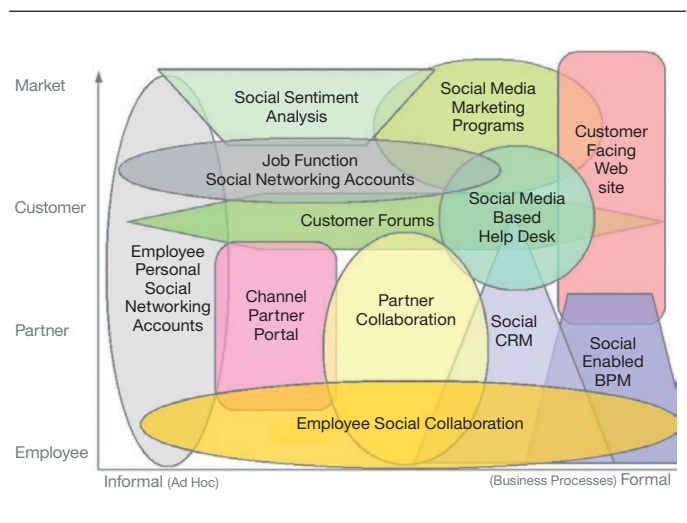 Market
Customer
Partner
Employee
Social Sentiment
Analysis
Social Media
Marketing
Programs
Customer
Facing
Web
site
Job Function
Social Networking Accounts
Social Media
Based
Help Desk
Customer Forums
Employee
Personal
Social
Networking
Accounts
Channel
Partner
Portal
Partner
Collaboration
Social
CRM
Social
Enabled
BPM
Employee Social Collaboration
Informal (Ad Hoc)
(Business Processes) Formal